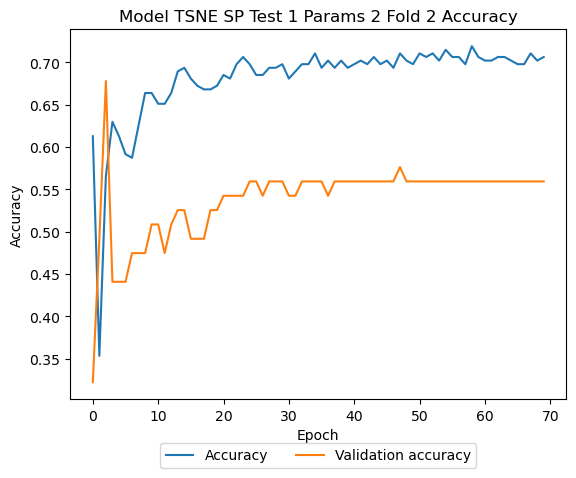 Model TSNE SP Test 1 Params 2 Fold 2 Accuracy
0.70
0.65
0.60
0.55
0.50
0.45
0.40
0.35
Accuracy
0 10 20 30 40 50 60 70
Epoch
Accuracy Validation accuracy